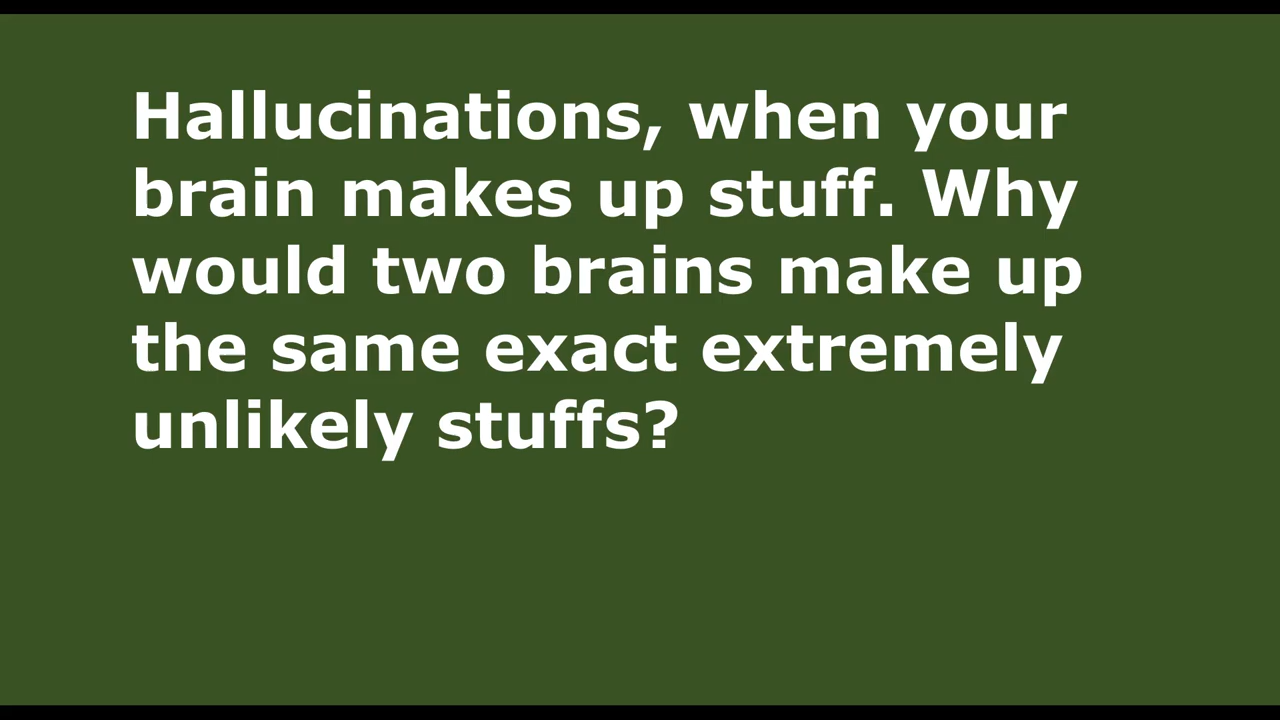 Hallucinations, when your
brain makes up stuff. Why
would two brains make up
the same exact extremely
unlikely stuffs?